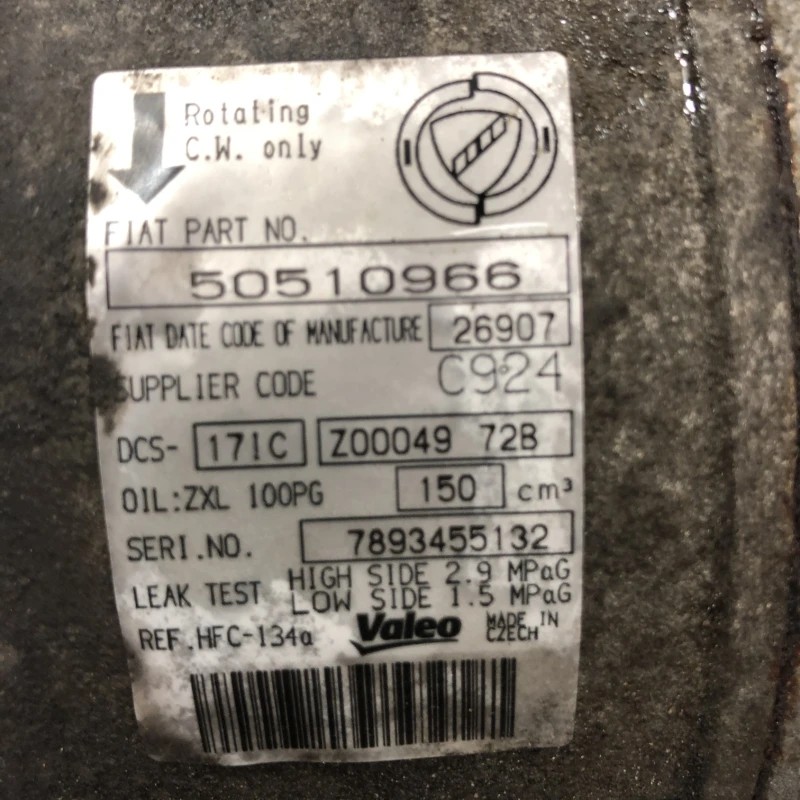 Rotating
C.W. only
FIAT PART NO.
50510966
FIAT DATE CODE OF MANUFACTURE 26907
SUPPLIER CODE C924
DCS- 17IC Z00049 72B
OIL:ZXL 100PG 150 cm³
SERI.NO. 7893455132
LEAK TEST HIGH SIDE 2.9 MPaG
LOW SIDE 1.5 MPaG
REF.HFC-134a Valeo MADE IN
CZECH